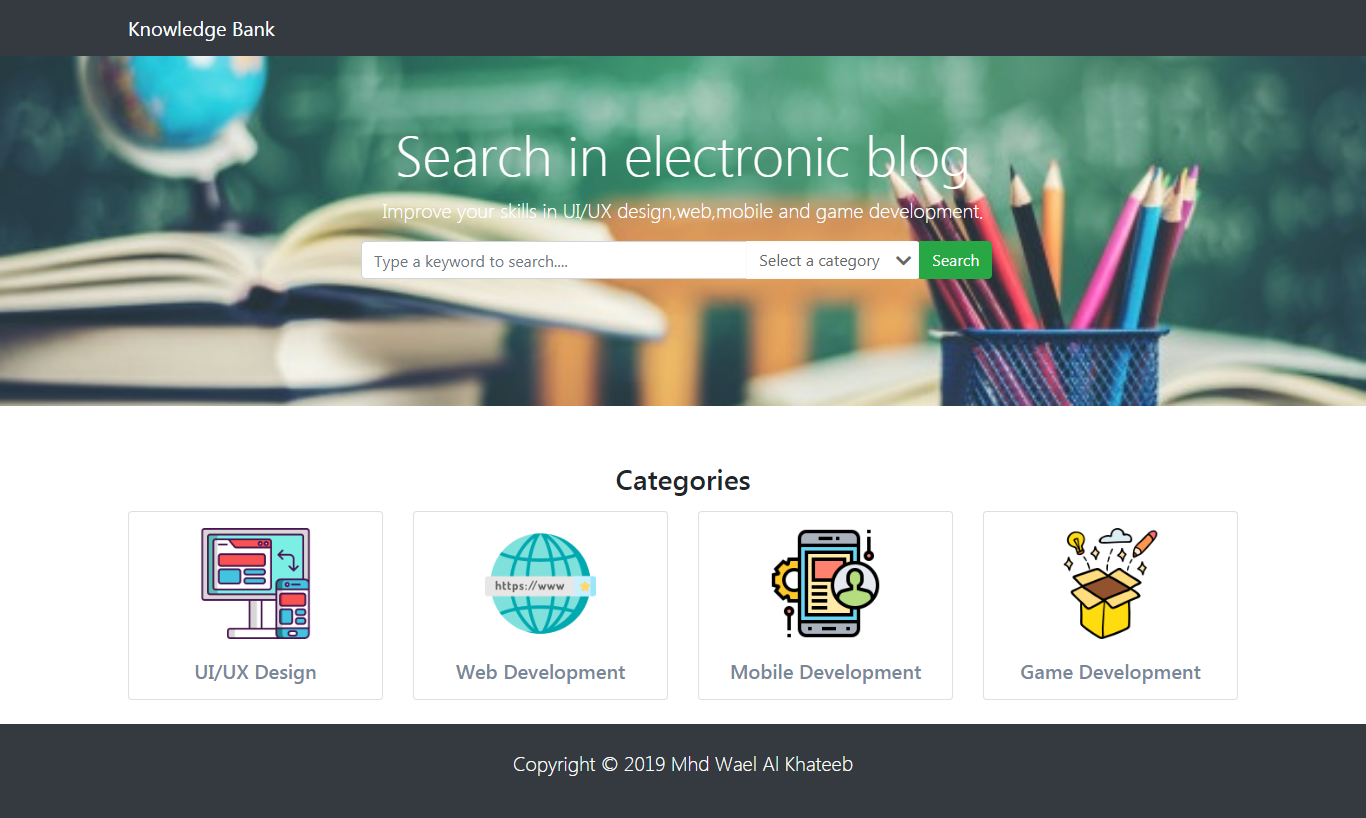 Knowledge Bank
Search in electronic blog
Improve your skills in UI/UX design,web,mobile and game development.
Type a keyword to search....
Select a category
Search
Categories
https://www
UI/UX Design
Web Development
Mobile Development
Game Development
Copyright © 2019 Mhd Wael Al Khateeb